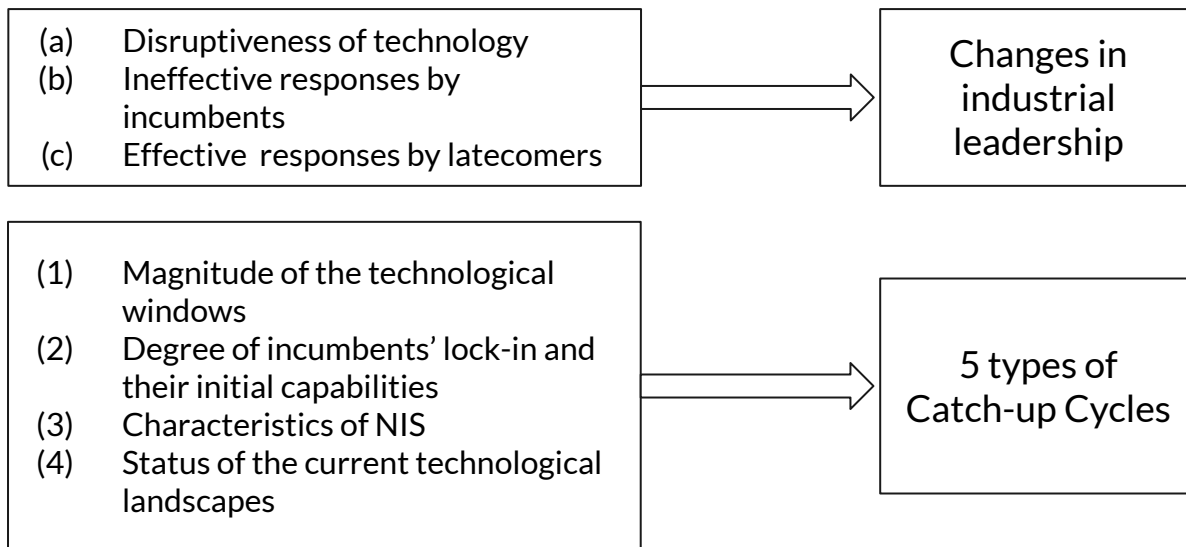 (a) Disruptiveness of technology
(b) Ineffective responses by
incumbents
(c) Effective responses by latecomers
Changes in
industrial
leadership
(1) Magnitude of the technological
windows
(2) Degree of incumbents’ lock-in and
their initial capabilities
(3) Characteristics of NIS
(4) Status of the current technological
landscapes
5 types of
Catch-up Cycles